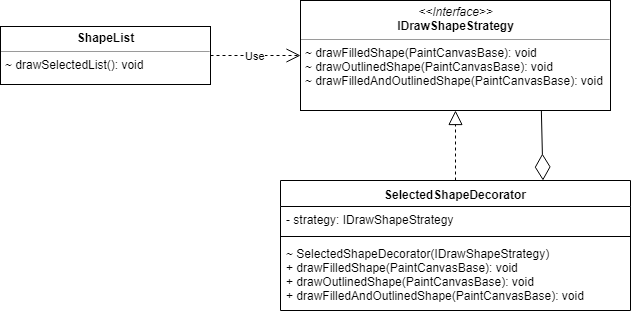 ShapeList
~ drawSelectedList(): void
Use
<<Interface>>
IDrawShapeStrategy
~ drawFilledShape(PaintCanvasBase): void
~ drawOutlinedShape(PaintCanvasBase): void
~ drawFilledAndOutlinedShape(PaintCanvasBase): void
SelectedShapeDecorator
- strategy: IDrawShapeStrategy
~ SelectedShapeDecorator(IDrawShapeStrategy)
+ drawFilledShape(PaintCanvasBase): void
+ drawOutlinedShape(PaintCanvasBase): void
+ drawFilledAndOutlinedShape(PaintCanvasBase): void